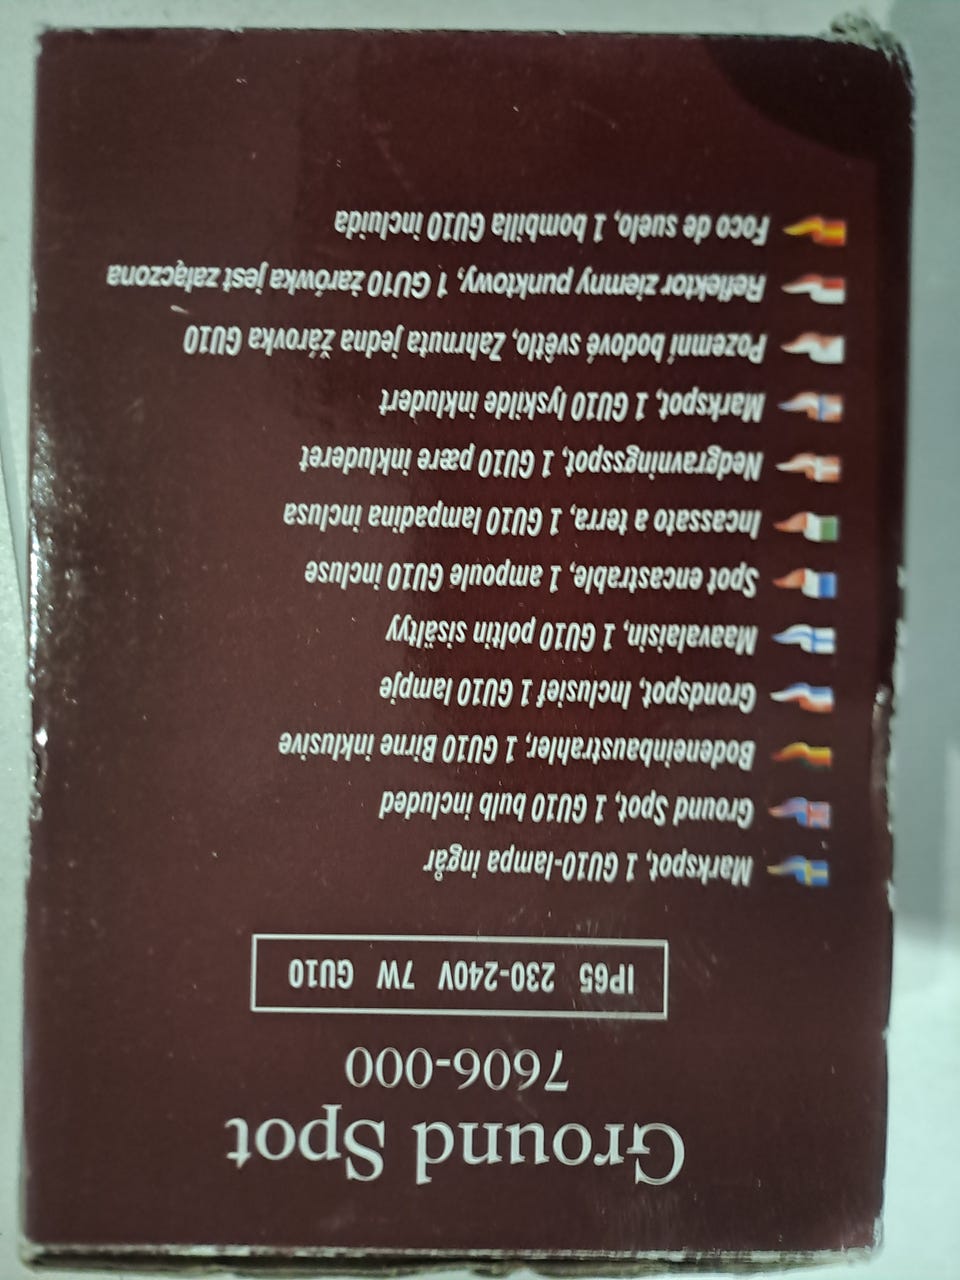 Ground Spot
7606-000
IP65 230-240V 7W GU10
Markspot, 1 GU10-lampa ingår
Ground Spot, 1 GU10 bulb included
Bodeneinbaustrahler, 1 GU10 Birne inklusive
Grondspot, Inclusief 1 GU10 lampje
Maavalaisin, 1 GU10 poltin sisältyy
Spot encastrable, 1 ampoule GU10 incluse
Incassato a terra, 1 GU10 lampadina inclusa
Nedgravningsspot, 1 GU10 pære inkluderet
Markspot, 1 GU10 lyskilde inkludert
Pozemní bodové světlo, Zahrnuta jedna žárovka GU10
Reflektor ziemny punktowy, 1 GU10 żarówka jest załączona
Foco de suelo, 1 bombilla GU10 incluida